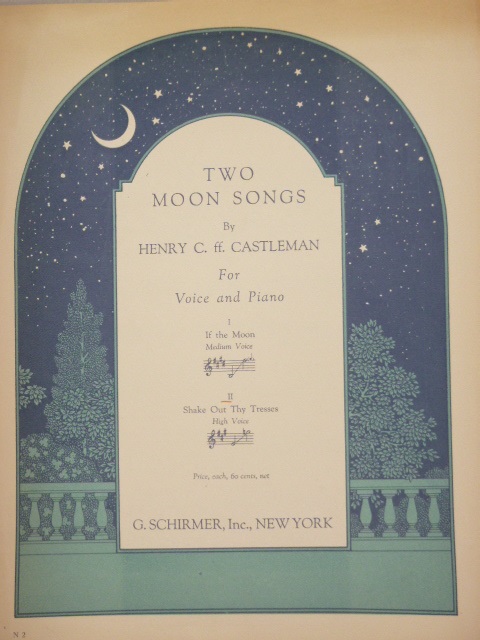 TWO
MOON SONGS
By
HENRY C. ff. CASTLEMAN
For
Voice and Piano
I
If the Moon
Medium Voice
II
Shake Out Thy Tresses
High Voice
Price, each, 60 cents, net
G. SCHIRMER, Inc., NEW YORK
N 2